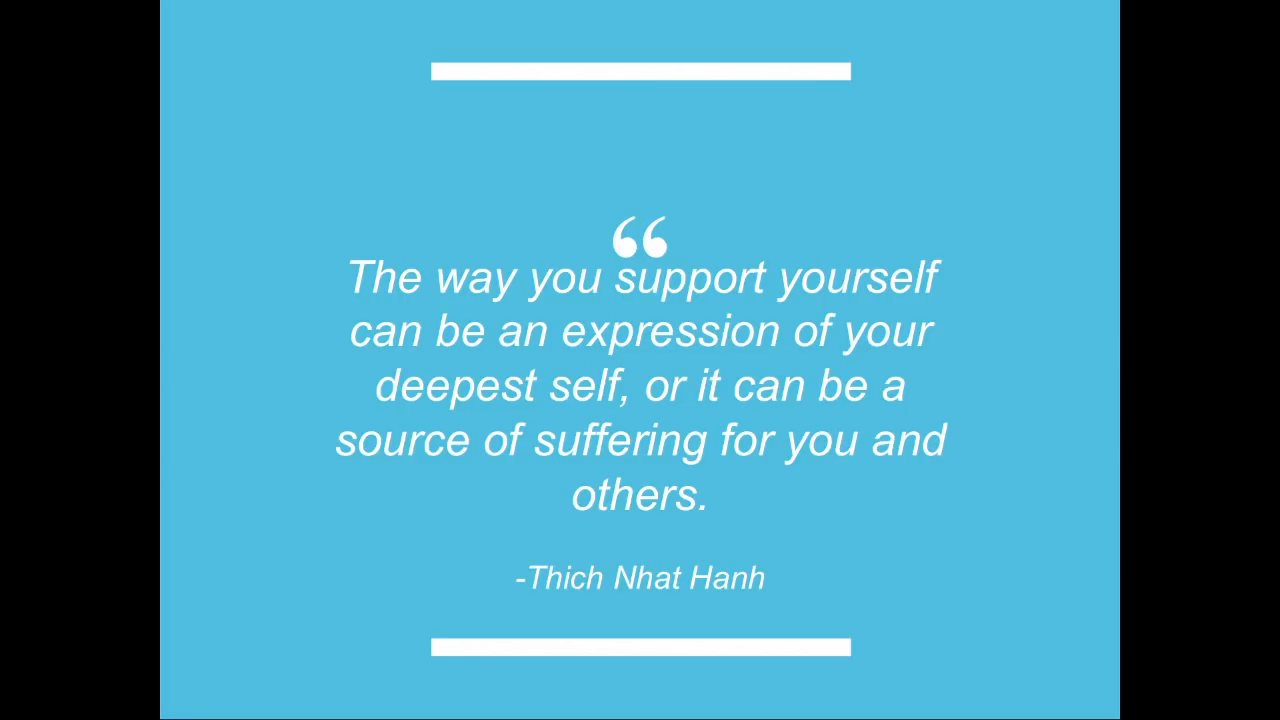 “
The way you support yourself
can be an expression of your
deepest self, or it can be a
source of suffering for you and
others.
-Thich Nhat Hanh